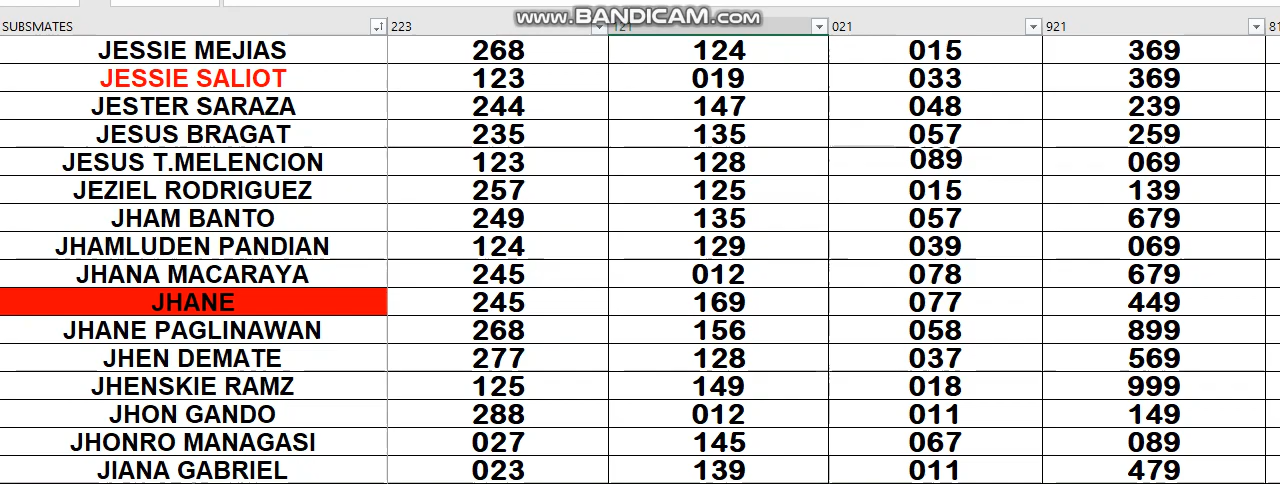 www.BANDICAM.com
SUBSMATES 223 121 021 921 81
JESSIE MEJIAS 268 124 015 369
JESSIE SALIOT 123 019 033 369
JESTER SARAZA 244 147 048 239
JESUS BRAGAT 235 135 057 259
JESUS T.MELENCION 123 128 089 069
JEZIEL RODRIGUEZ 257 125 015 139
JHAM BANTO 249 135 057 679
JHAMLUDEN PANDIAN 124 129 039 069
JHANA MACARAYA 245 012 078 679
JHANE 245 169 077 449
JHANE PAGLINAWAN 268 156 058 899
JHEN DEMATE 277 128 037 569
JHENSKIE RAMZ 125 149 018 999
JHON GANDO 288 012 011 149
JHONRO MANAGASI 027 145 067 089
JIANA GABRIEL 023 139 011 479